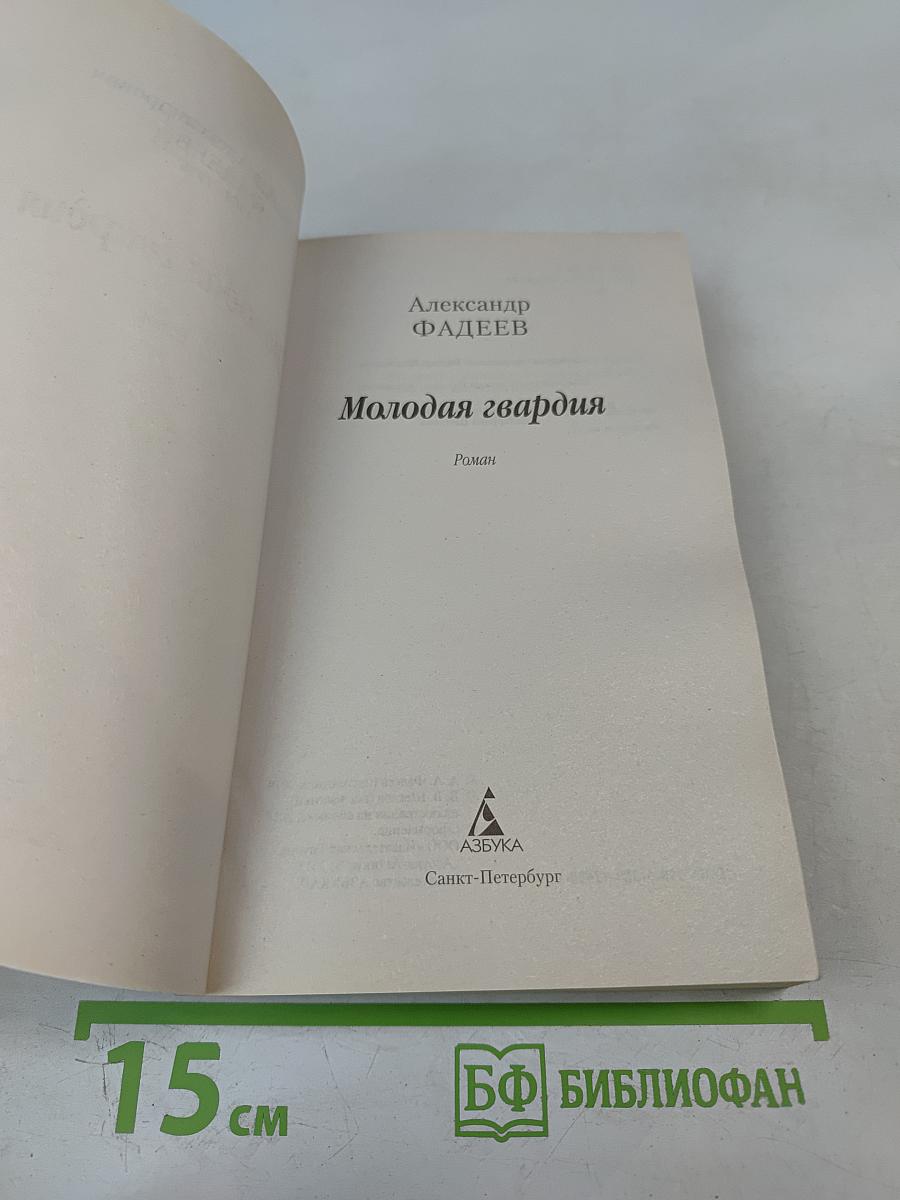 Александр
ФАДЕЕВ
Молодая гвардия
Роман
АЗБУКА
Санкт-Петербург
15 см
БФ БИБЛИОФАН